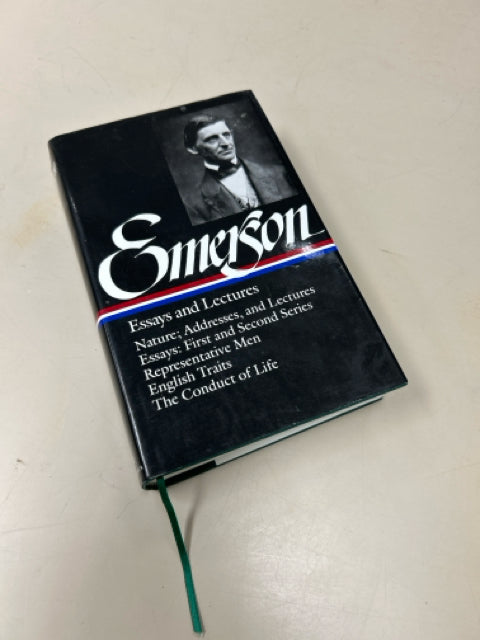 Emerson
Essays and Lectures
Nature; Addresses, and Lectures
Essays: First and Second Series
Representative Men
English Traits
The Conduct of Life